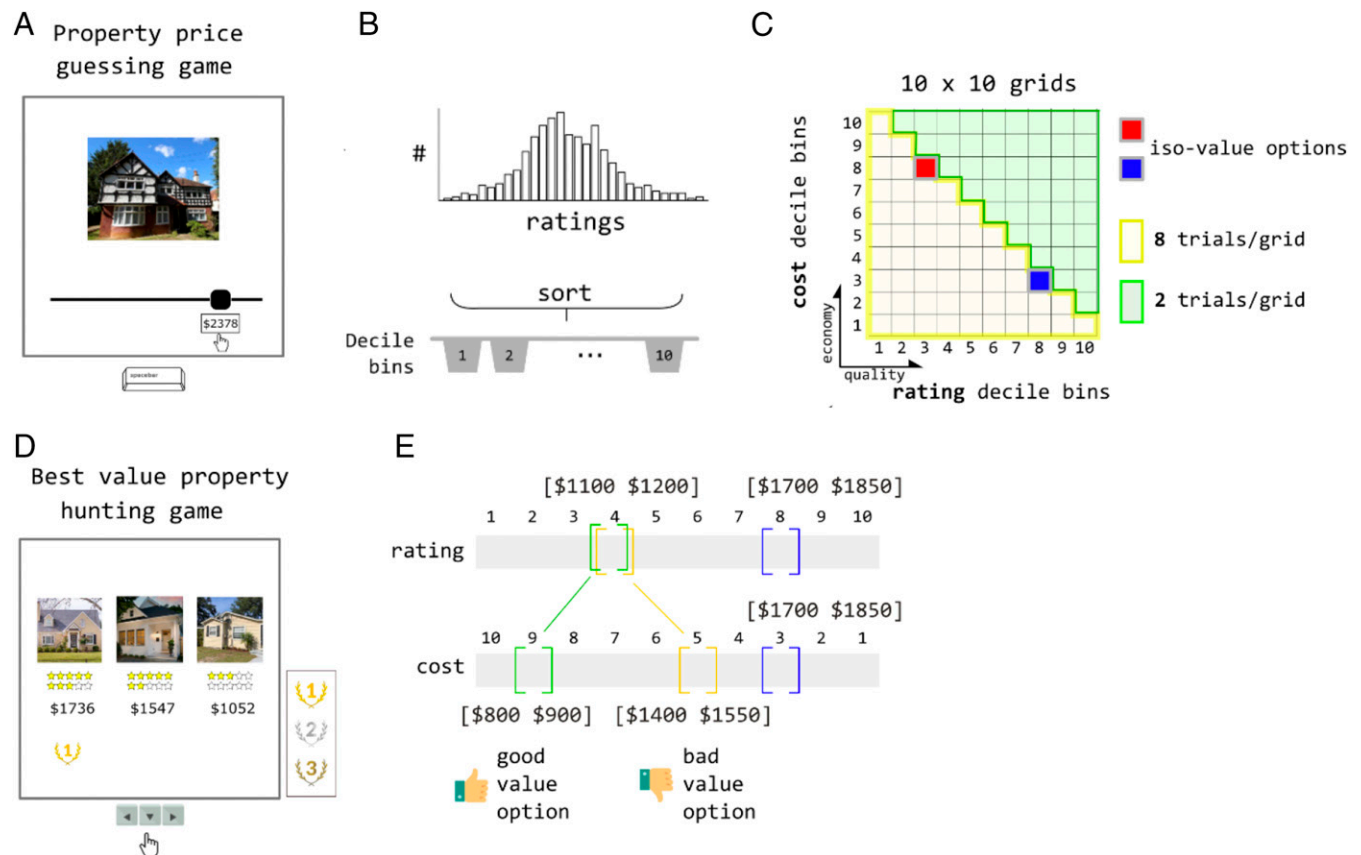 A
Property price
guessing game
$2378
spacebar
B
#
ratings
sort
Decile
bins
1 2 ... 10
C
10 x 10 grids
cost decile bins
10
9
8
7
6
5
4
3
2
1
economy
quality
1 2 3 4 5 6 7 8 9 10
rating decile bins
iso-value options
8 trials/grid
2 trials/grid
D
Best value property
hunting game
$1736 $1547 $1052
1
1
2
3
E
[$1100 $1200] [$1700 $1850]
1 2 3 4 5 6 7 8 9 10
rating
[$1700 $1850]
10 9 8 7 6 5 4 3 2 1
cost
[$800 $900] [$1400 $1550]
good
value
option
bad
value
option